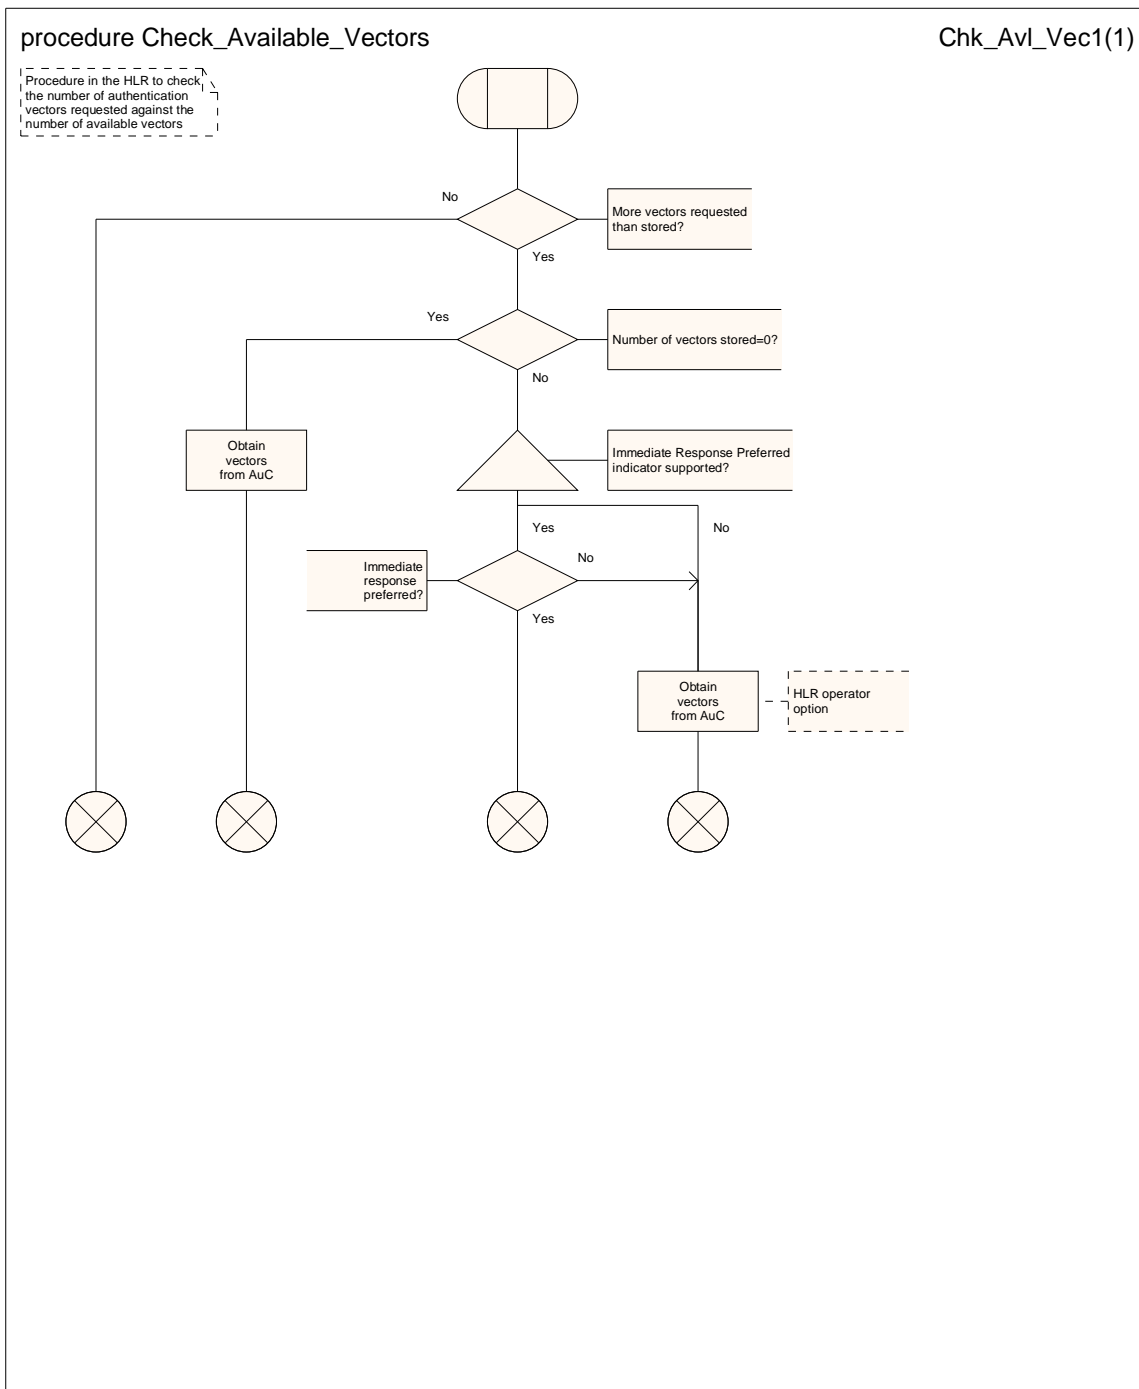 procedure Check_Available_Vectors
Chk_Avl_Vec1(1)
Procedure in the HLR to check
the number of authentication
vectors requested against the
number of available vectors
No
More vectors requested
than stored?
Yes
Yes
Number of vectors stored=0?
No
Obtain
vectors
from AuC
Immediate Response Preferred
indicator supported?
Yes
No
Immediate
response
preferred?
No
Yes
Obtain
vectors
from AuC
HLR operator
option